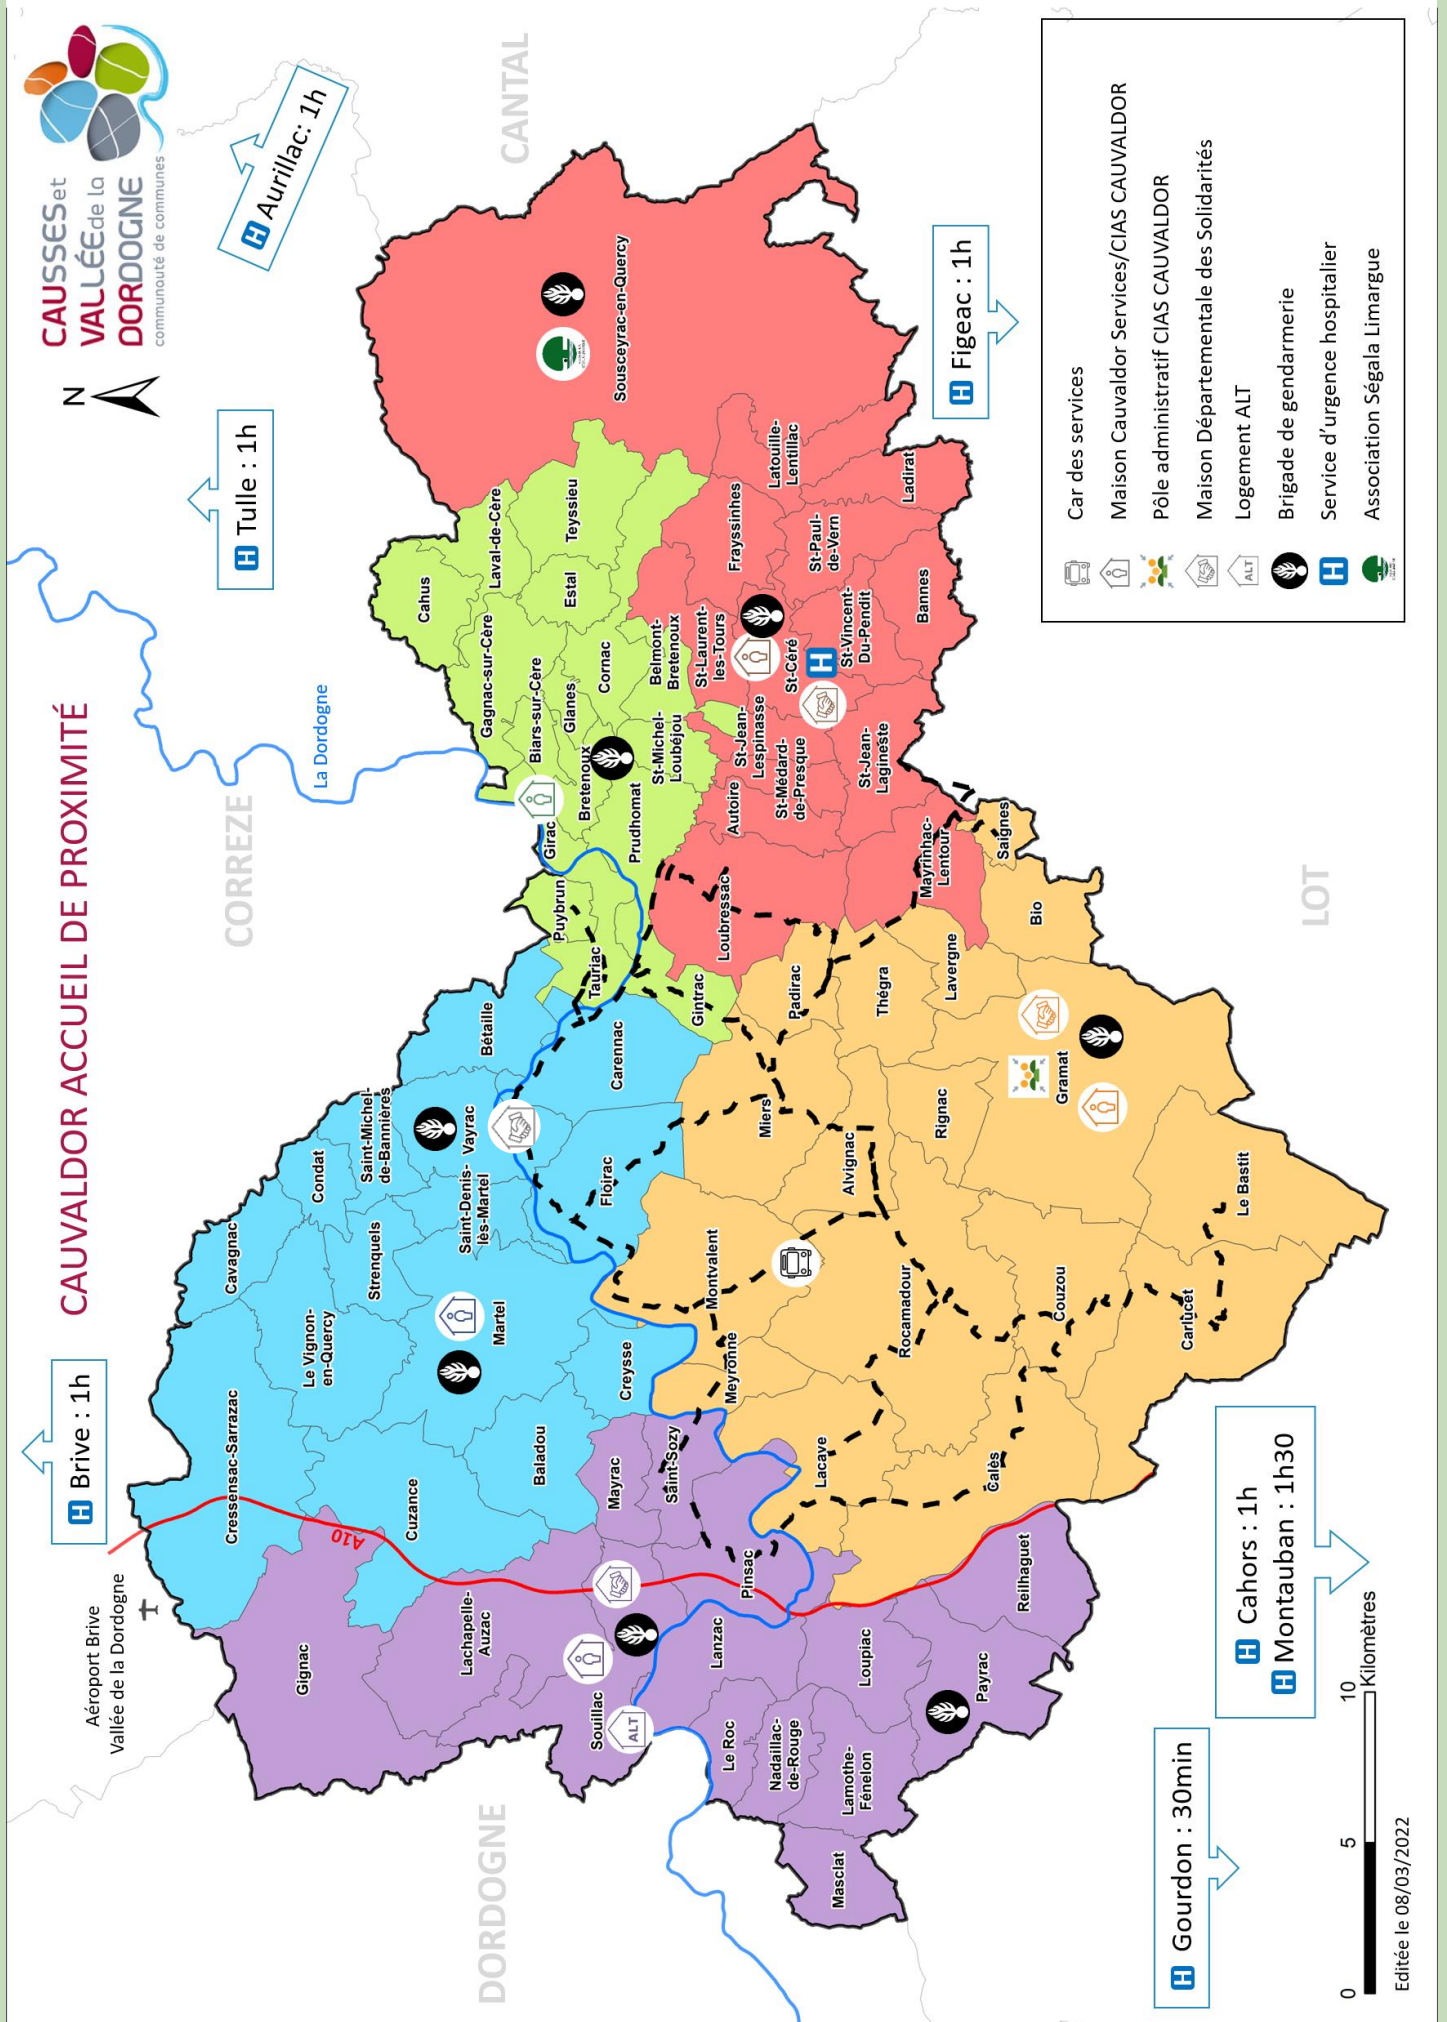 CAUVALDOR ACCUEIL DE PROXIMITÉ
CAUSSES et
VALLÉE de la
DORDOGNE
communauté de communes
N
H Brive : 1h
H Tulle : 1h
H Aurillac: 1h
Aéroport Brive
Vallée de la Dordogne
CORREZE
CANTAL
DORDOGNE
LOT
La Dordogne
A10
Gignac
Cressensac-Sarrazac
Cavagnac
Le Vignon-
en-Quercy
Condat
Strenquels
Saint-Michel-
de-Bannières
Cuzance
Martel
Saint-Denis-
lès-Martel
Vayrac
Bétaille
Lachapelle-
Auzac
Baladou
Creysse
Floirac
Carennac
Souillac
ALT
Mayrac
Saint-Sozy
Pinsac
Lanzac
Le Roc
Nadaillac-
de-Rouge
Lamothe-
Fénelon
Masclat
Loupiac
Payrac
Reilhaguet
Cahus
Laval-de-Cère
Gagnac-sur-Cère
Teyssieu
Estal
Biars-sur-Cère
Glanes
Cornac
Girac
Bretenoux
Belmont-
Bretenoux
St-Michel-
Loubéjou
Prudhomat
Puybrun
Tauriac
Gintrac
Sousceyrac-en-Quercy
Latouille-
Lentillac
Ladirat
Frayssinhes
St-Paul-
de-Vern
Bannes
St-Laurent-
les-Tours
St-Céré
H
St-Vincent-
Du-Pendit
St-Jean-
Lespinasse
St-Médard-
de-Presque
St-Jean-
Lagineste
Autoire
Loubressac
Mayrinhac-
Lentour
Saignes
Bio
Padirac
Thégra
Lavergne
Miers
Alvignac
Rignac
Gramat
Montvalent
Meyronne
Rocamadour
Lacave
Couzou
Calès
Carlucet
Le Bastit
H Figeac : 1h
H Cahors : 1h
H Montauban : 1h30
H Gourdon : 30min
Car des services
Maison Cauvaldor Services/CIAS CAUVALDOR
Pôle administratif CIAS CAUVALDOR
Maison Départementale des Solidarités
ALT Logement ALT
Brigade de gendarmerie
H Service d'urgence hospitalier
Association Ségala Limargue
0 5 10
Kilomètres
Editée le 08/03/2022